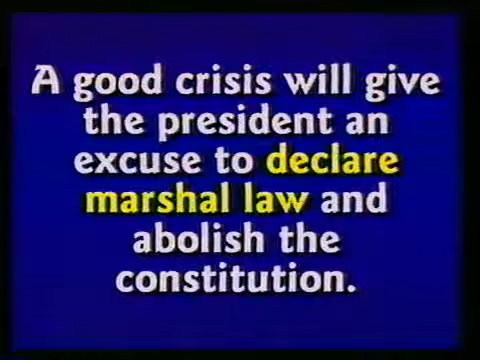 A good crisis will give
the president an
excuse to declare
marshal law and
abolish the
constitution.